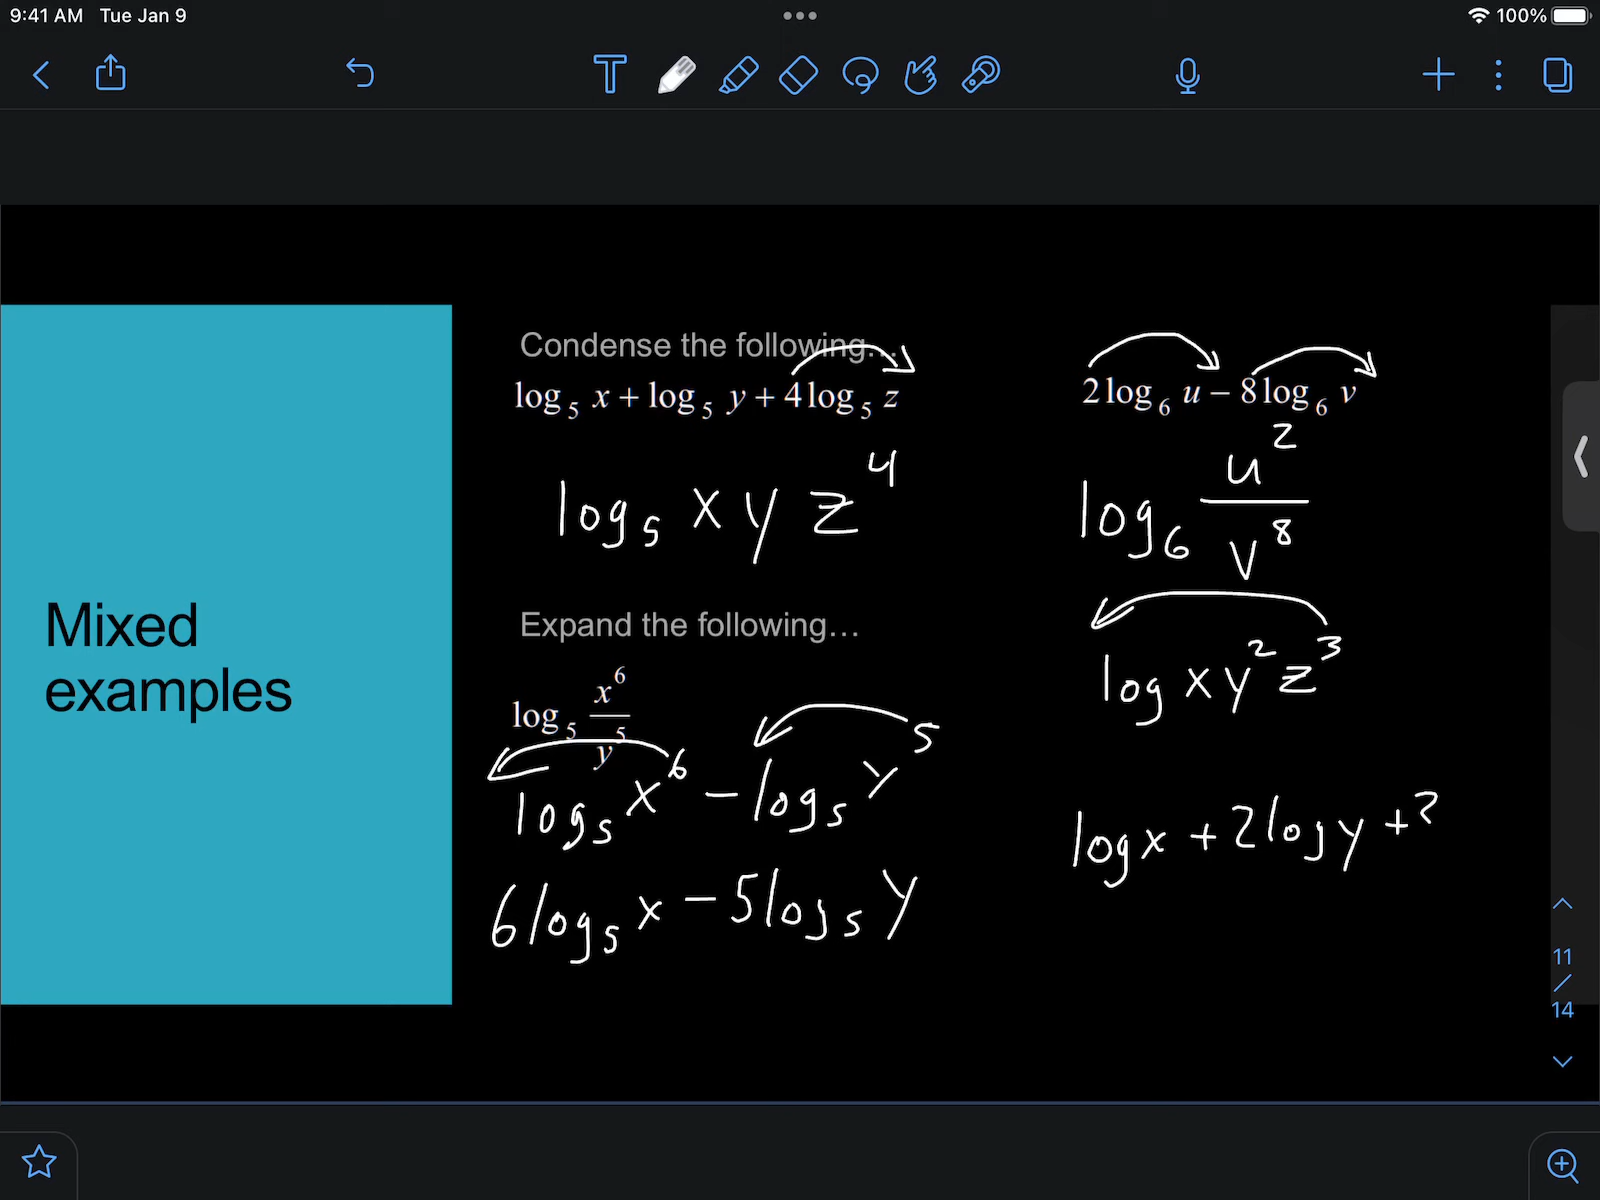 9:41 AM Tue Jan 9
100%
Mixed
examples
Condense the following...
log₅ x + log₅ y + 4 log₅ z
log₅ x y z⁴
2 log₆ u − 8 log₆ v
log₆ u²/v⁸
Expand the following...
log₅ x⁶/y⁵
log₅ x⁶ − log₅ y⁵
6 log₅ x − 5 log₅ y
log x y² z³
log x + 2 log y + 
11
/
14